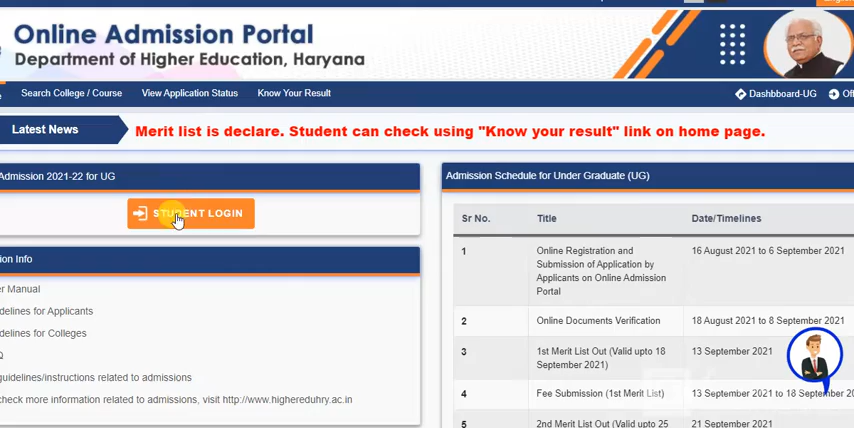 Online Admission Portal
Department of Higher Education, Haryana
Search College / Course View Application Status Know Your Result Dashbboard-UG
Latest News Merit list is declare. Student can check using "Know your result" link on home page.
Admission 2021-22 for UG
STUDENT LOGIN
Admission Schedule for Under Graduate (UG)
Sr No. Title Date/Timelines
1 Online Registration and 16 August 2021 to 6 September 2021
Submission of Application by
Applicants on Online Admission
Portal
2 Online Documents Verification 18 August 2021 to 8 September 2021
3 1st Merit List Out (Valid upto 18 13 September 2021
September 2021)
4 Fee Submission (1st Merit List) 13 September 2021 to 18 September
5 2nd Merit List Out (Valid upto 25 21 September 2021
Info
Manual
for Applicants
for Colleges
guidelines/instructions related to admissions
check more information related to admissions, visit http://www.highereduhry.ac.in